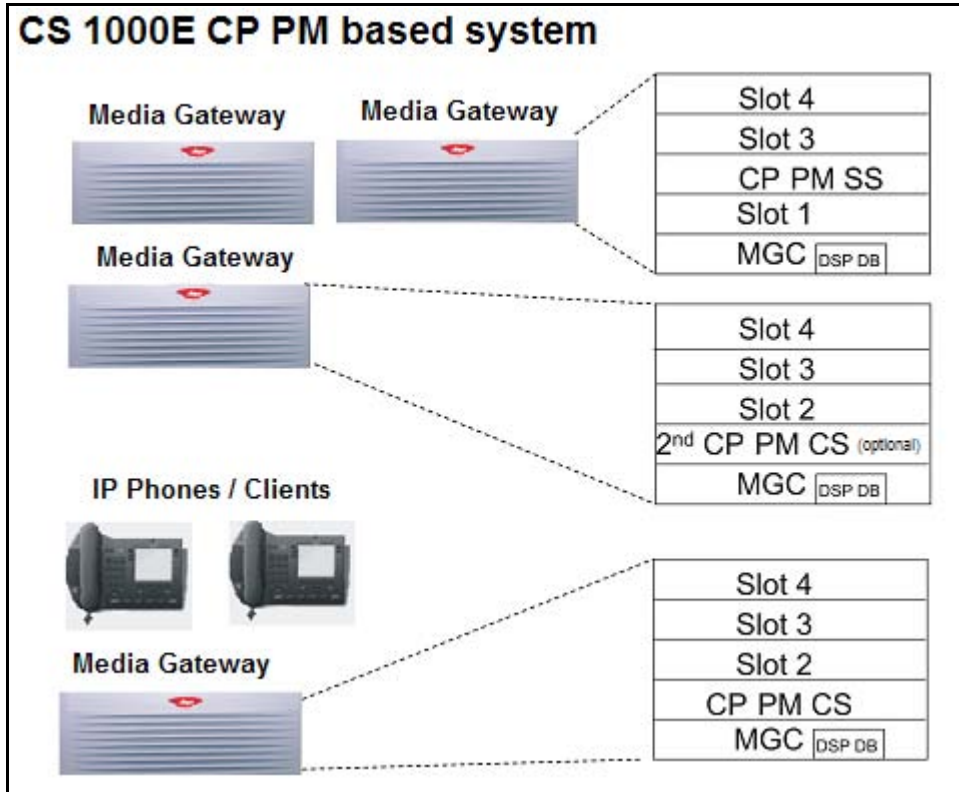 CS 1000E CP PM based system
Media Gateway
Media Gateway
Slot 4
Slot 3
CP PM SS
Slot 1
MGC DSP DB
Media Gateway
Slot 4
Slot 3
Slot 2
2nd CP PM CS (optional)
MGC DSP DB
IP Phones / Clients
Media Gateway
Slot 4
Slot 3
Slot 2
CP PM CS
MGC DSP DB